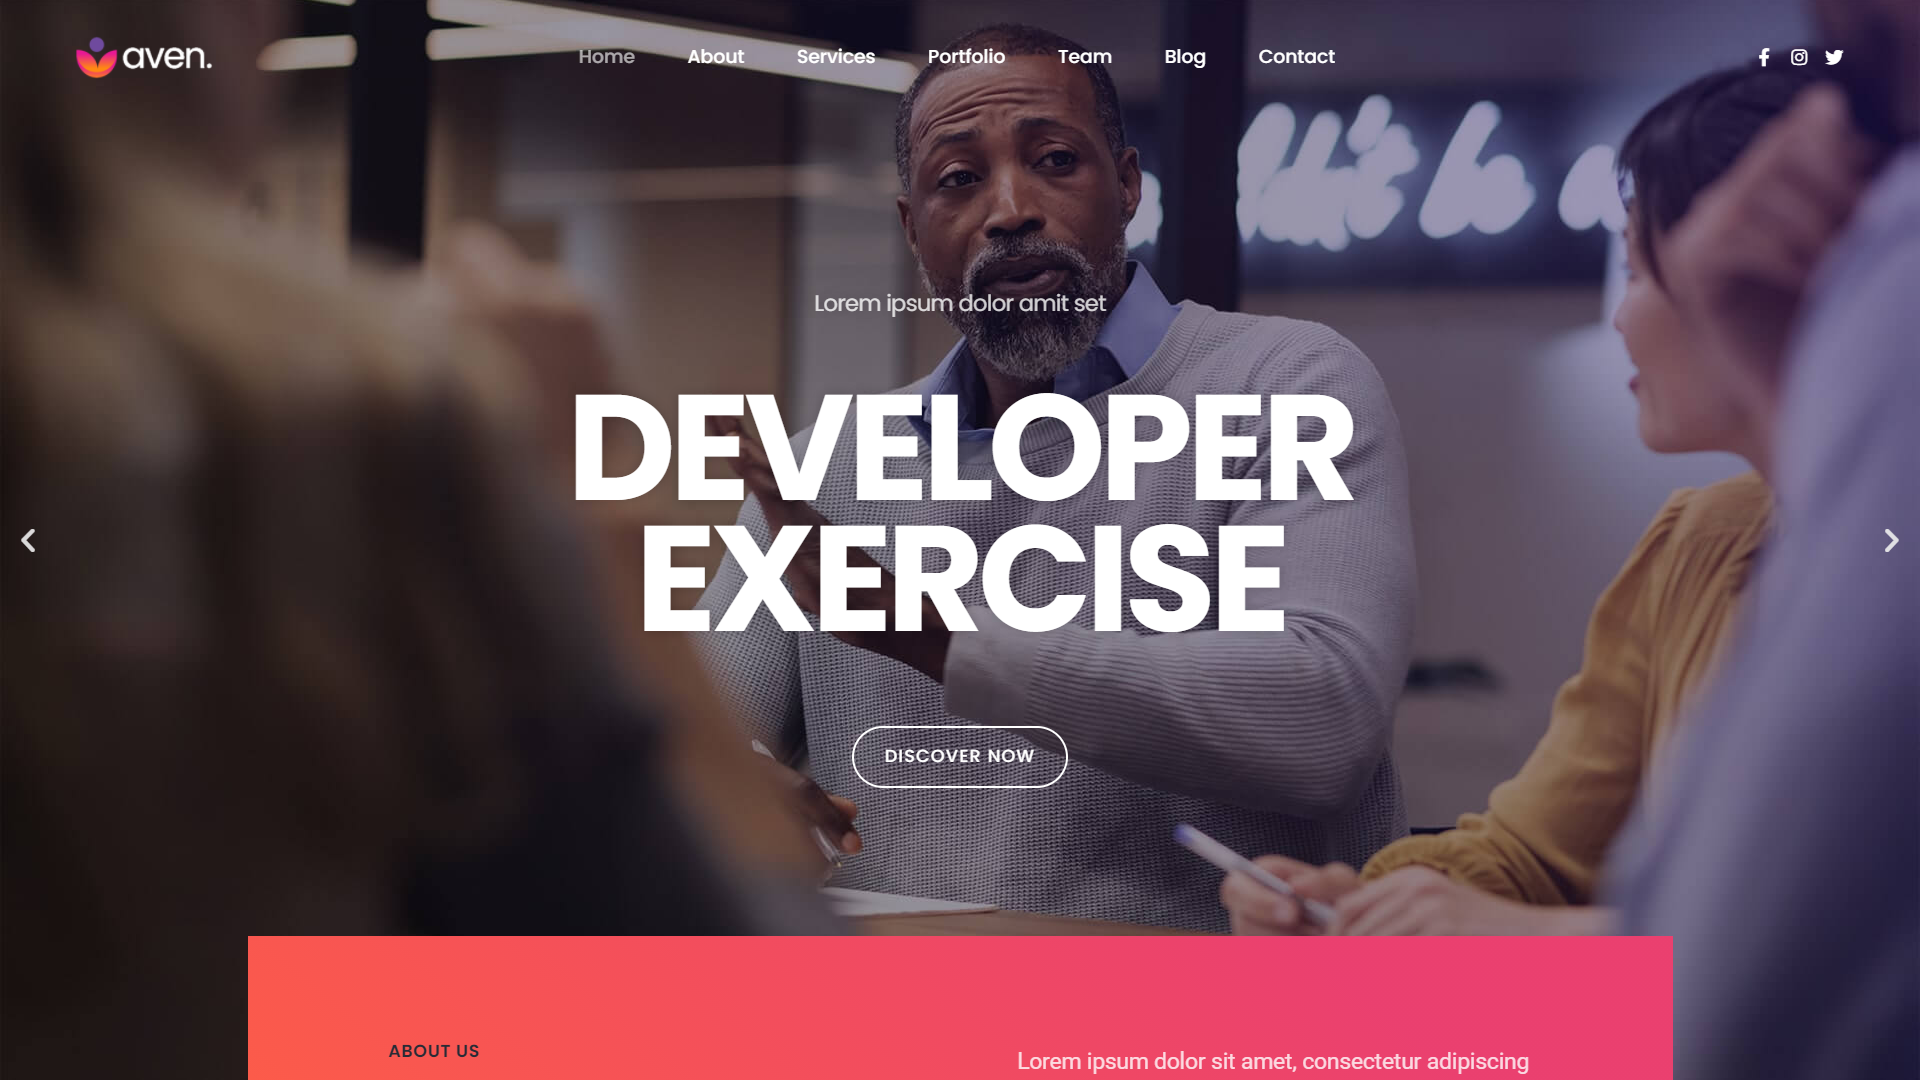 aven.
Home About Services Portfolio Team Blog Contact
Lorem ipsum dolor amit set
DEVELOPER
EXERCISE
DISCOVER NOW
ABOUT US
Lorem ipsum dolor sit amet, consectetur adipiscing